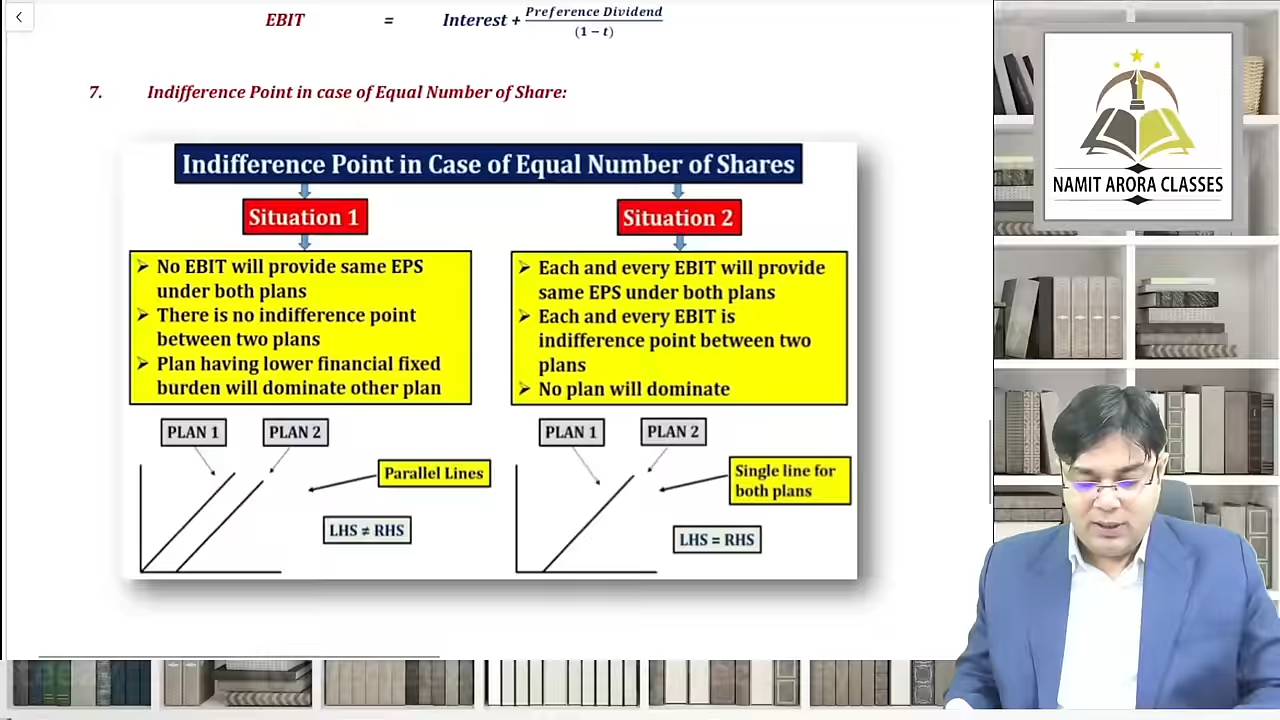 EBIT = Interest + Preference Dividend
(1 − t)
7. Indifference Point in case of Equal Number of Share:
Indifference Point in Case of Equal Number of Shares
Situation 1
Situation 2
➢ No EBIT will provide same EPS
under both plans
➢ There is no indifference point
between two plans
➢ Plan having lower financial fixed
burden will dominate other plan
➢ Each and every EBIT will provide
same EPS under both plans
➢ Each and every EBIT is
indifference point between two
plans
➢ No plan will dominate
PLAN 1
PLAN 2
Parallel Lines
LHS ≠ RHS
PLAN 1
PLAN 2
Single line for
both plans
LHS = RHS
NAMIT ARORA CLASSES